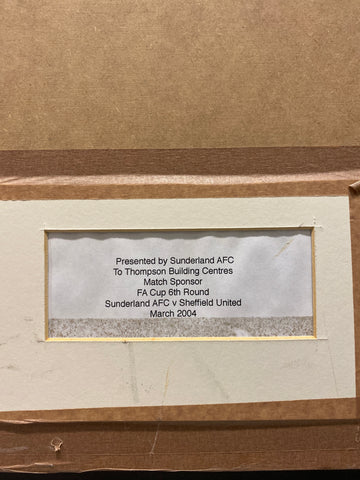 Presented by Sunderland AFC
To Thompson Building Centres
Match Sponsor
FA Cup 6th Round
Sunderland AFC v Sheffield United
March 2004